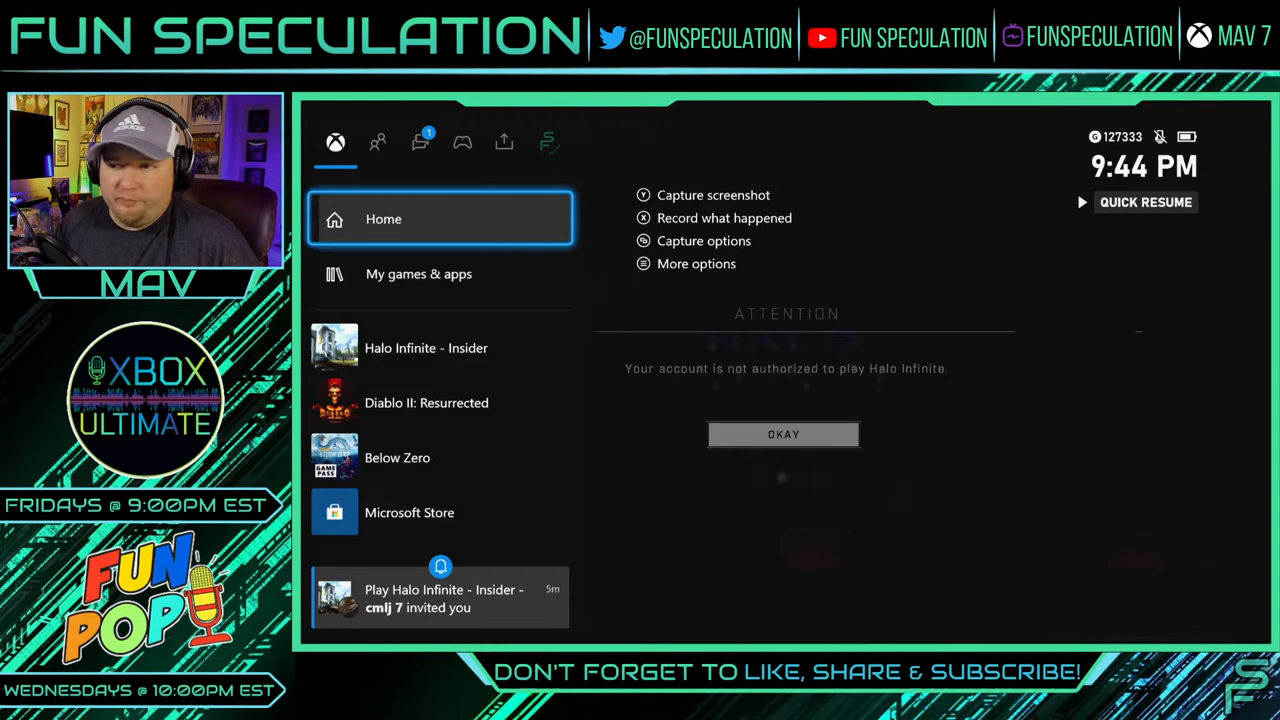 FUN SPECULATION
@FUNSPECULATION
FUN SPECULATION
FUNSPECULATION
MAV 7
1
G 127333
9:44 PM
QUICK RESUME
Home
My games & apps
Halo Infinite - Insider
Diablo II: Resurrected
GAME PASS
Below Zero
Microsoft Store
Play Halo Infinite - Insider - 5m
cmlj 7 invited you
Y Capture screenshot
X Record what happened
Capture options
More options
ATTENTION
Your account is not authorized to play Halo Infinite.
OKAY
MAV
XBOX
ULTIMATE
FRIDAYS @ 9:00PM EST
FUN
POP
WEDNESDAYS @ 10:00PM EST
DON'T FORGET TO LIKE, SHARE & SUBSCRIBE!
SF